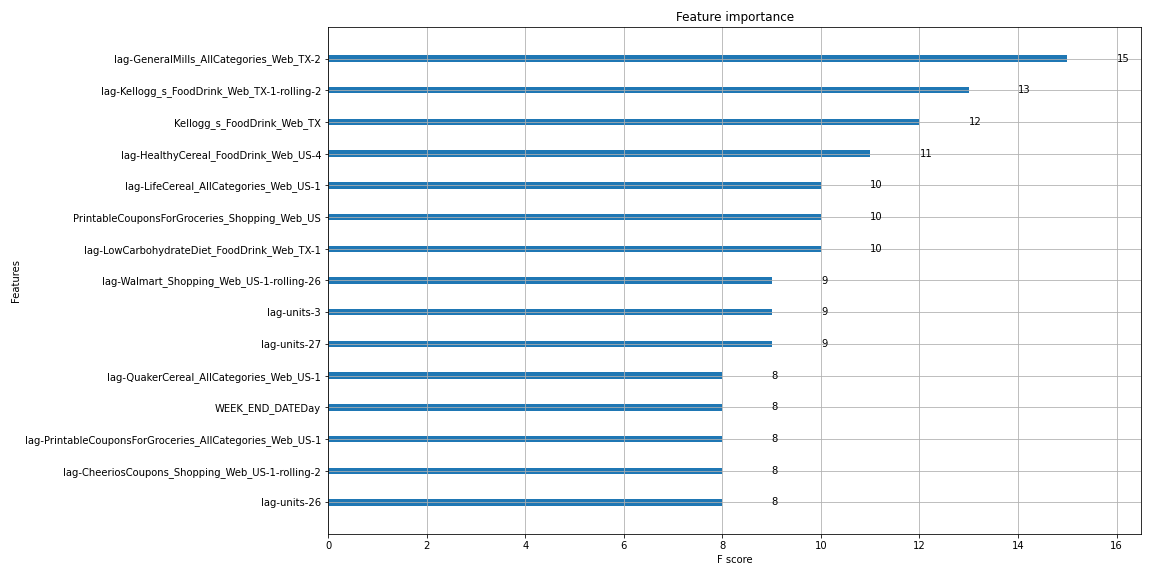 Feature importance
Features
lag-GeneralMills_AllCategories_Web_TX-2 15
lag-Kellogg_s_FoodDrink_Web_TX-1-rolling-2 13
Kellogg_s_FoodDrink_Web_TX 12
lag-HealthyCereal_FoodDrink_Web_US-4 11
lag-LifeCereal_AllCategories_Web_US-1 10
PrintableCouponsForGroceries_Shopping_Web_US 10
lag-LowCarbohydrateDiet_FoodDrink_Web_TX-1 10
lag-Walmart_Shopping_Web_US-1-rolling-26 9
lag-units-3 9
lag-units-27 9
lag-QuakerCereal_AllCategories_Web_US-1 8
WEEK_END_DATEDay 8
lag-PrintableCouponsForGroceries_AllCategories_Web_US-1 8
lag-CheeriosCoupons_Shopping_Web_US-1-rolling-2 8
lag-units-26 8
0 2 4 6 8 10 12 14 16
F score